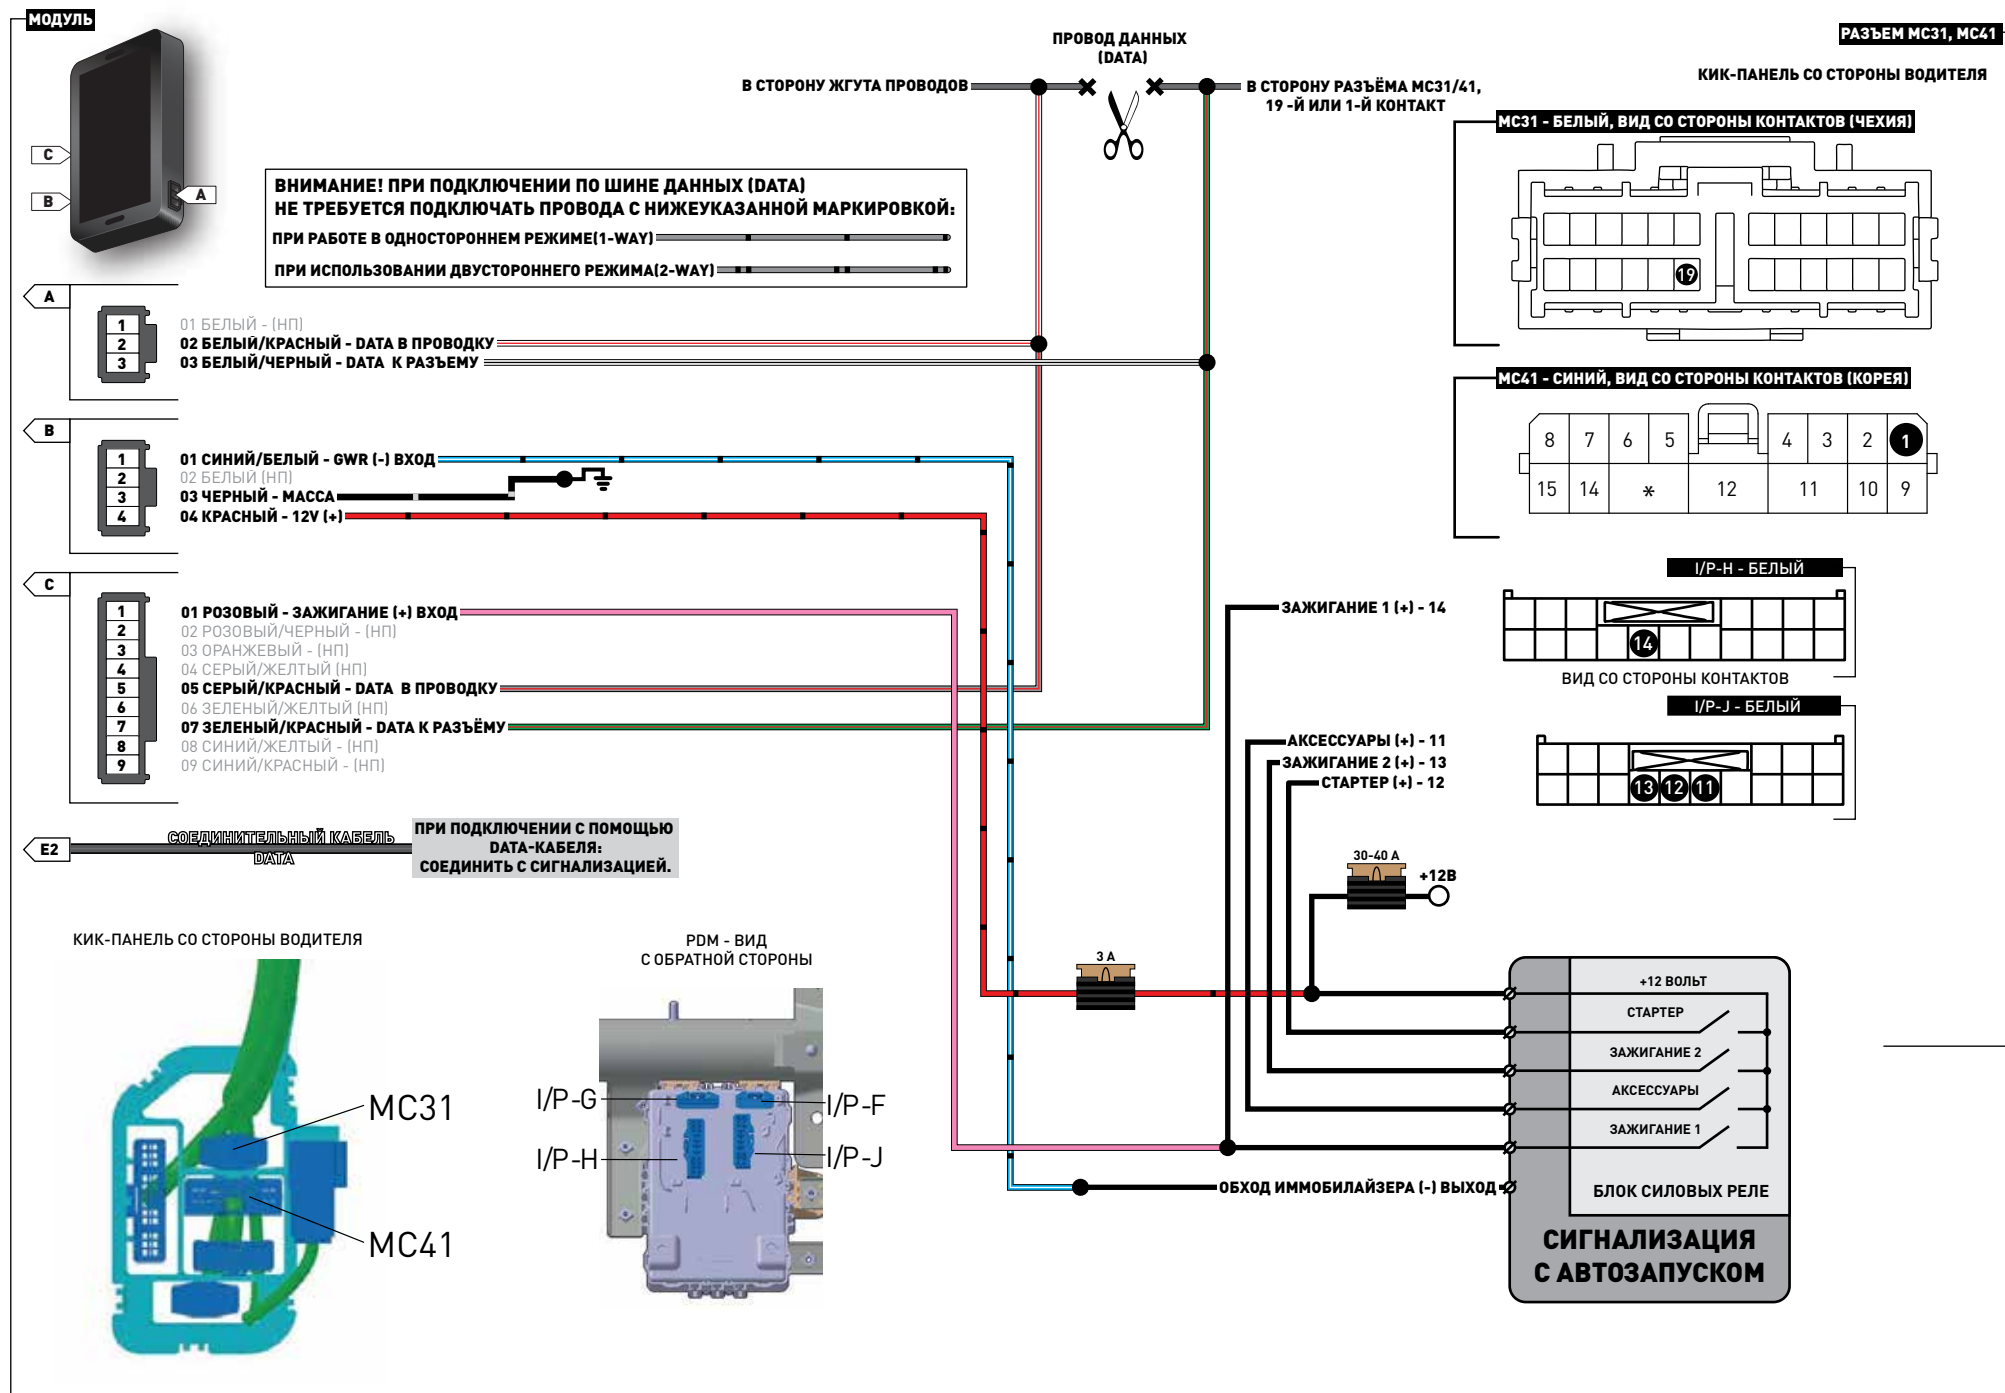 МОДУЛЬ
C
B
A
ПРОВОД ДАННЫХ
(DATA)
В СТОРОНУ ЖГУТА ПРОВОДОВ
В СТОРОНУ РАЗЪЁМА МС31/41,
19 -Й ИЛИ 1-Й КОНТАКТ
РАЗЪЕМ МС31, МС41
КИК-ПАНЕЛЬ СО СТОРОНЫ ВОДИТЕЛЯ
МС31 - БЕЛЫЙ, ВИД СО СТОРОНЫ КОНТАКТОВ (ЧЕХИЯ)
19
ВНИМАНИЕ! ПРИ ПОДКЛЮЧЕНИИ ПО ШИНЕ ДАННЫХ (DATA)
НЕ ТРЕБУЕТСЯ ПОДКЛЮЧАТЬ ПРОВОДА С НИЖЕУКАЗАННОЙ МАРКИРОВКОЙ:
ПРИ РАБОТЕ В ОДНОСТОРОННЕМ РЕЖИМЕ(1-WAY)
ПРИ ИСПОЛЬЗОВАНИИ ДВУСТОРОННЕГО РЕЖИМА(2-WAY)
A
1
2
3
01 БЕЛЫЙ - (НП)
02 БЕЛЫЙ/КРАСНЫЙ - DATA В ПРОВОДКУ
03 БЕЛЫЙ/ЧЕРНЫЙ - DATA К РАЗЪЕМУ
МС41 - СИНИЙ, ВИД СО СТОРОНЫ КОНТАКТОВ (КОРЕЯ)
8 7 6 5 4 3 2 1
15 14 * 12 11 10 9
B
1
2
3
4
01 СИНИЙ/БЕЛЫЙ - GWR (-) ВХОД
02 БЕЛЫЙ (НП)
03 ЧЕРНЫЙ - МАССА
04 КРАСНЫЙ - 12V (+)
C
1
2
3
4
5
6
7
8
9
01 РОЗОВЫЙ - ЗАЖИГАНИЕ (+) ВХОД
02 РОЗОВЫЙ/ЧЕРНЫЙ - (НП)
03 ОРАНЖЕВЫЙ - (НП)
04 СЕРЫЙ/ЖЕЛТЫЙ (НП)
05 СЕРЫЙ/КРАСНЫЙ - DATA В ПРОВОДКУ
06 ЗЕЛЕНЫЙ/ЖЕЛТЫЙ (НП)
07 ЗЕЛЕНЫЙ/КРАСНЫЙ - DATA К РАЗЪЁМУ
08 СИНИЙ/ЖЕЛТЫЙ - (НП)
09 СИНИЙ/КРАСНЫЙ - (НП)
I/P-H - БЕЛЫЙ
14
ВИД СО СТОРОНЫ КОНТАКТОВ
I/P-J - БЕЛЫЙ
13 12 11
ЗАЖИГАНИЕ 1 (+) - 14
АКСЕССУАРЫ (+) - 11
ЗАЖИГАНИЕ 2 (+) - 13
СТАРТЕР (+) - 12
E2
СОЕДИНИТЕЛЬНЫЙ КАБЕЛЬ
DATA
ПРИ ПОДКЛЮЧЕНИИ С ПОМОЩЬЮ
DATA-КАБЕЛЯ:
СОЕДИНИТЬ С СИГНАЛИЗАЦИЕЙ.
30-40 А
+12В
3 А
КИК-ПАНЕЛЬ СО СТОРОНЫ ВОДИТЕЛЯ
MC31
MC41
PDM - ВИД
С ОБРАТНОЙ СТОРОНЫ
I/P-G
I/P-F
I/P-H
I/P-J
+12 ВОЛЬТ
СТАРТЕР
ЗАЖИГАНИЕ 2
АКСЕССУАРЫ
ЗАЖИГАНИЕ 1
ОБХОД ИММОБИЛАЙЗЕРА (-) ВЫХОД
БЛОК СИЛОВЫХ РЕЛЕ
СИГНАЛИЗАЦИЯ
С АВТОЗАПУСКОМ